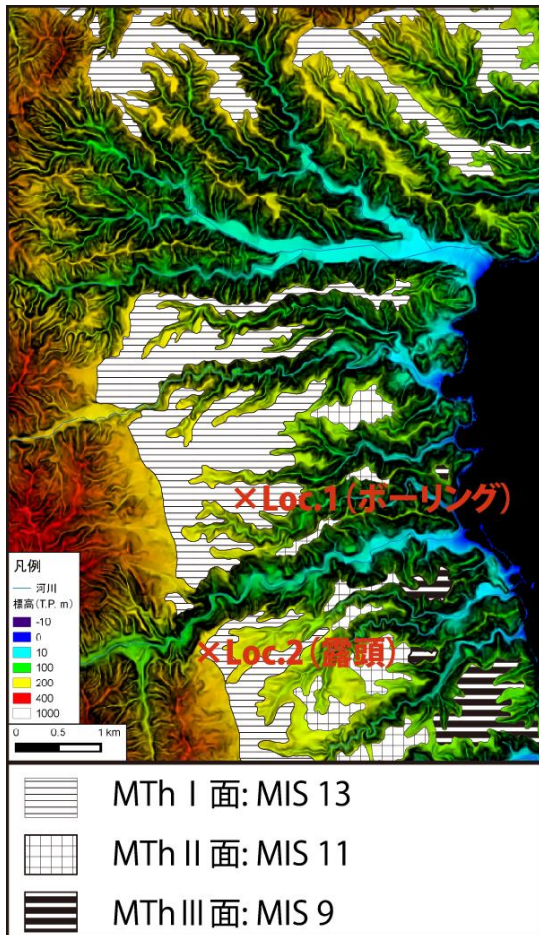 ×Loc.1(ボーリング)
×Loc.2(露頭)
凡例
河川
標高(T.P. m)
-10
0
10
100
200
400
1000
0 0.5 1 km
MTh I 面: MIS 13
MTh II 面: MIS 11
MTh III 面: MIS 9